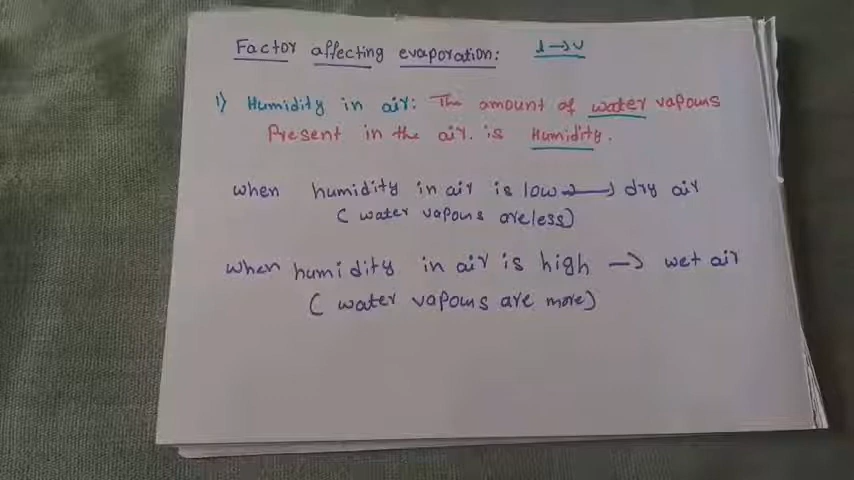 Factor affecting evaporation: l→v
1) Humidity in air: The amount of water vapours
Present in the air. is Humidity.
when humidity in air is low → dry air
( water vapous are less)
when humidity in air is high → wet air
( water vapours are more)